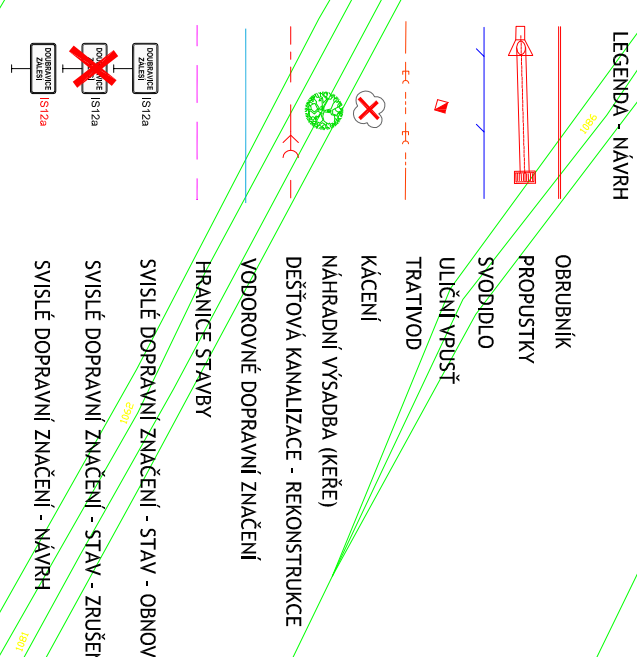 LEGENDA - NÁVRH
OBRUBNÍK
PROPUSTKY
SVODIDLO
ULIČNÍ VPUSŤ
TRATIVOD
KÁCENÍ
NÁHRADNÍ VÝSADBA (KEŘE)
DEŠŤOVÁ KANALIZACE - REKONSTRUKCE
VODOROVNÉ DOPRAVNÍ ZNAČENÍ
HRANICE STAVBY
DOUBRAVICE
ZÁLESÍ
IS12a
SVISLÉ DOPRAVNÍ ZNAČENÍ - STAV - OBNOV
IS12a
SVISLÉ DOPRAVNÍ ZNAČENÍ - STAV - ZRUŠEN
DOUBRAVICE
ZÁLESÍ
IS12a
SVISLÉ DOPRAVNÍ ZNAČENÍ - NÁVRH